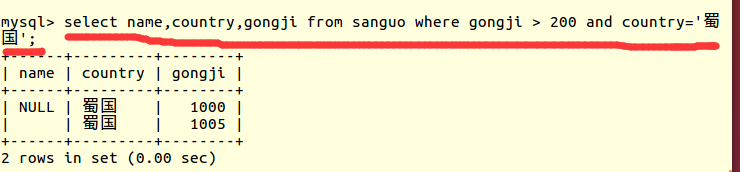 mysql> select name,country,gongji from sanguo where gongji > 200 and country='蜀
国';
+------+---------+--------+
| name | country | gongji |
+------+---------+--------+
| NULL | 蜀国    |   1000 |
|      | 蜀国    |   1005 |
+------+---------+--------+
2 rows in set (0.00 sec)